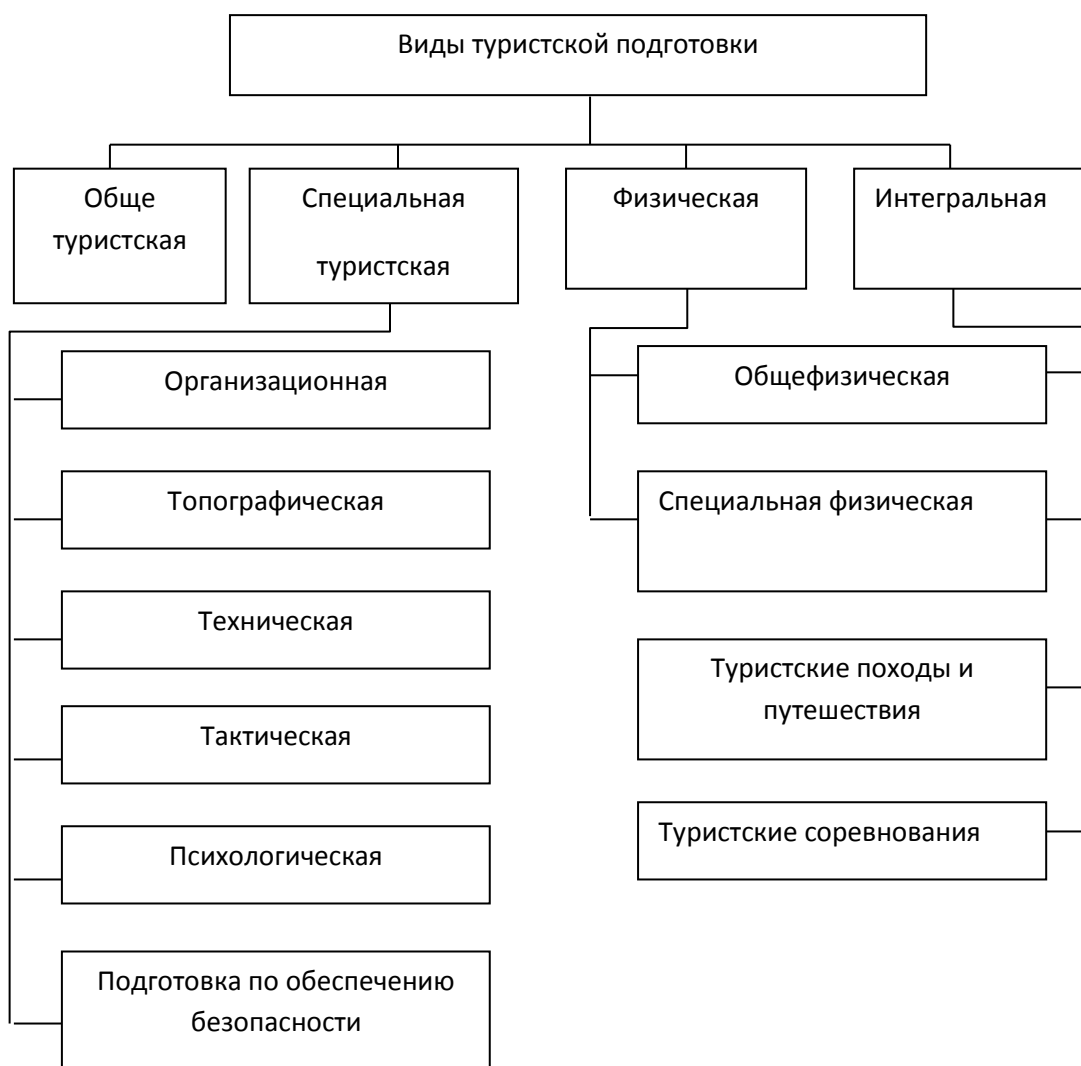 Виды туристской подготовки
Обще
туристская
Специальная
туристская
Физическая
Интегральная
Организационная
Топографическая
Техническая
Тактическая
Психологическая
Подготовка по обеспечению
безопасности
Общефизическая
Специальная физическая
Туристские походы и
путешествия
Туристские соревнования